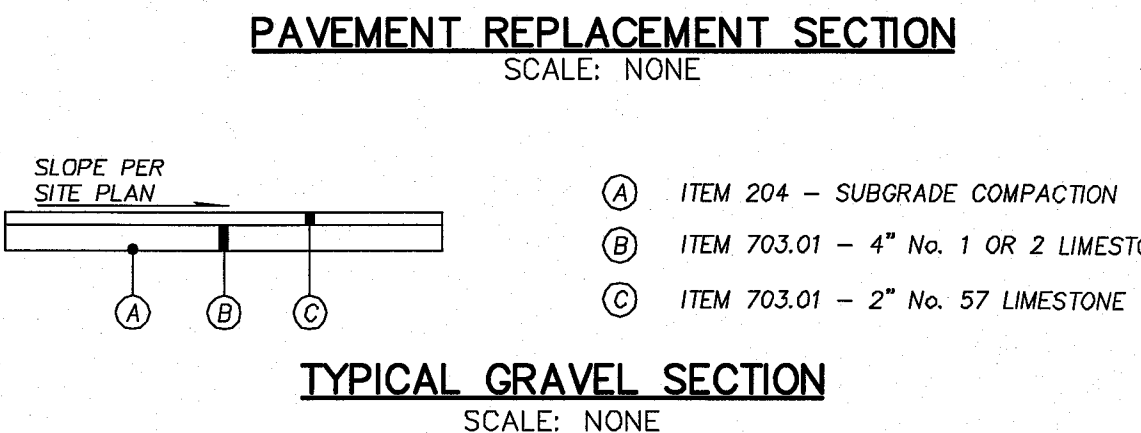 PAVEMENT REPLACEMENT SECTION
SCALE: NONE
SLOPE PER
SITE PLAN
A ITEM 204 – SUBGRADE COMPACTION
B ITEM 703.01 – 4" No. 1 OR 2
C ITEM 703.01 – 2" No. 57 LIMESTONE
A B C
TYPICAL GRAVEL SECTION
SCALE: NONE